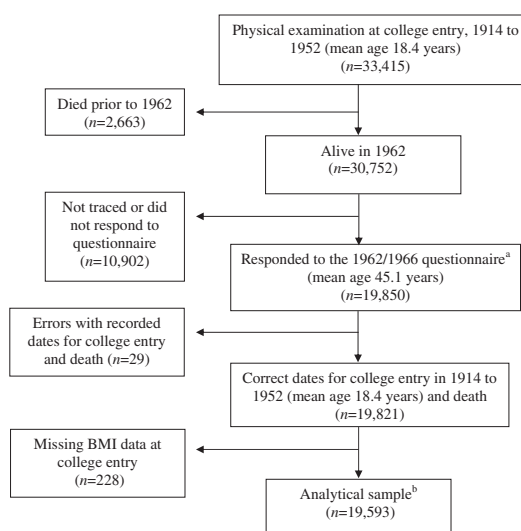 Physical examination at college entry, 1914 to
1952 (mean age 18.4 years)
(n=33,415)
Died prior to 1962
(n=2,663)
Alive in 1962
(n=30,752)
Not traced or did
not respond to
questionnaire
(n=10,902)
Responded to the 1962/1966 questionnaireᵃ
(mean age 45.1 years)
(n=19,850)
Errors with recorded
dates for college entry
and death (n=29)
Correct dates for college entry in 1914 to
1952 (mean age 18.4 years) and death
(n=19,821)
Missing BMI data at
college entry
(n=228)
Analytical sampleᵇ
(n=19,593)